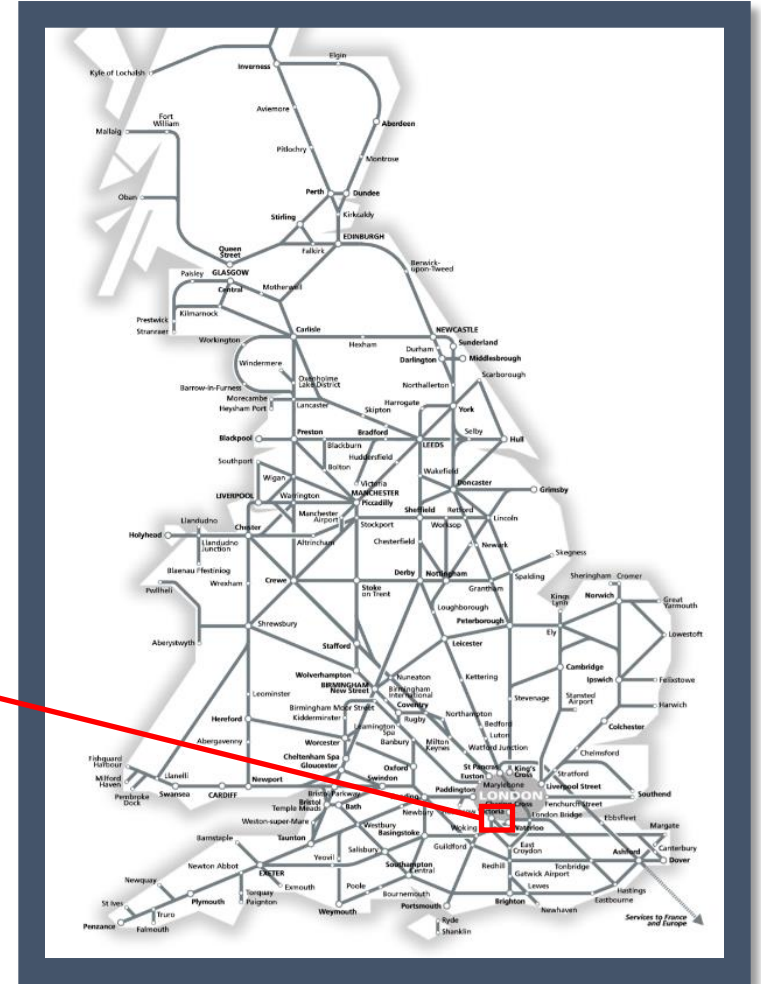 Elgin
Inverness
Kyle of Lochalsh
Aviemore
Fort
William
Aberdeen
Mallaig
Pitlochry
Montrose
Perth
Dundee
Oban
Stirling
Kirkcaldy
EDINBURGH
Queen
Street
Falkirk
Berwick-
upon-Tweed
Paisley
GLASGOW
Central
Motherwell
Prestwick
Kilmarnock
Stranraer
Carlisle
NEWCASTLE
Workington
Hexham
Sunderland
Durham
Darlington
Middlesbrough
Windermere
Scarborough
Oxenholme
Lake District
Barrow-in-Furness
Northallerton
Morecambe
Lancaster
Harrogate
Heysham Port
Skipton
York
Blackpool
Preston
Bradford
Selby
Hull
Blackburn
LEEDS
Huddersfield
Southport
Bolton
Wakefield
Wigan
Victoria
Doncaster
LIVERPOOL
Warrington
MANCHESTER
Piccadilly
Grimsby
Manchester
Airport
Sheffield
Retford
Llandudno
Stockport
Worksop
Lincoln
Holyhead
Chester
Llandudno
Junction
Altrincham
Chesterfield
Newark
Skegness
Blaenau Ffestiniog
Derby
Nottingham
Spalding
Sheringham
Cromer
Pwllheli
Wrexham
Crewe
Stoke
on Trent
Grantham
Kings
Lynn
Norwich
Great
Yarmouth
Loughborough
Shrewsbury
Peterborough
Aberystwyth
Stafford
Leicester
Ely
Lowestoft
Wolverhampton
Cambridge
BIRMINGHAM
New Street
Nuneaton
Kettering
Birmingham
International
Ipswich
Felixstowe
Leominster
Stevenage
Stansted
Airport
Birmingham Moor Street
Coventry
Harwich
Kidderminster
Rugby
Northampton
Hereford
Leamington
Spa
Bedford
Colchester
Abergavenny
Worcester
Banbury
Milton
Keynes
Luton
Watford Junction
Chelmsford
Cheltenham Spa
Fishguard
Harbour
Gloucester
Oxford
St Pancras
King's
Cross
Euston
Stratford
Milford
Haven
Llanelli
Newport
Swindon
Marylebone
Liverpool Street
Paddington
Pembroke
Dock
Swansea
CARDIFF
Bristol Parkway
LONDON
Southend
Bristol
Temple Meads
Bath
Cross
Fenchurch Street
Newbury
Victoria
London Bridge
Ebbsfleet
Weston-super-Mare
Westbury
Basingstoke
Woking
Waterloo
Margate
Barnstaple
Taunton
Salisbury
Guildford
East
Croydon
Canterbury
Yeovil
Redhill
Tonbridge
Ashford
Dover
Newton Abbot
EXETER
Southampton
Central
Gatwick Airport
Newquay
Exmouth
Poole
Lewes
Hastings
St Ives
Torquay
Bournemouth
Eastbourne
Plymouth
Paignton
Weymouth
Portsmouth
Brighton
Newhaven
Truro
Penzance
Falmouth
Ryde
Shanklin
Services to France
and Europe